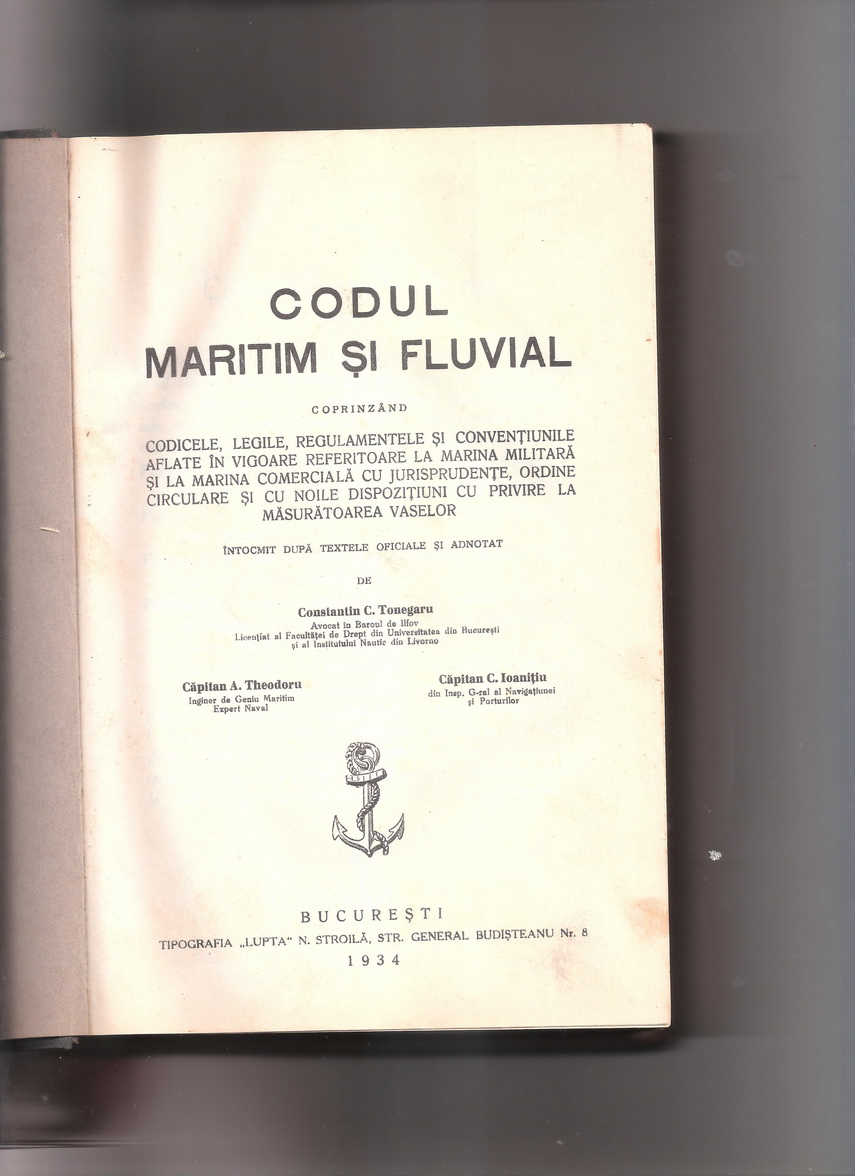 CODUL
MARITIM ȘI FLUVIAL
COPRINZÂND
CODICELE, LEGILE, REGULAMENTELE ȘI CONVENȚIUNILE
AFLATE ÎN VIGOARE REFERITOARE LA MARINA MILITARĂ
ȘI LA MARINA COMERCIALĂ CU JURISPRUDENȚE, ORDINE
CIRCULARE ȘI CU NOILE DISPOZIȚIUNI CU PRIVIRE LA
MĂSURĂTOAREA VASELOR
ÎNTOCMIT DUPĂ TEXTELE OFICIALE ȘI ADNOTAT
DE
Constantin C. Tonegaru
Avocat în Baroul de Ilfov
Licențiat al Facultăței de Drept din Universitatea din București
și al Institutului Nautic din Livorno
Căpitan A. Theodoru
Inginer de Geniu Maritim
Expert Naval
Căpitan C. Ioanițiu
din Insp. G-ral al Navigațiunei
și Porturilor
BUCUREȘTI
TIPOGRAFIA „LUPTA" N. STROILĂ, STR. GENERAL BUDIȘTEANU Nr. 8
1934